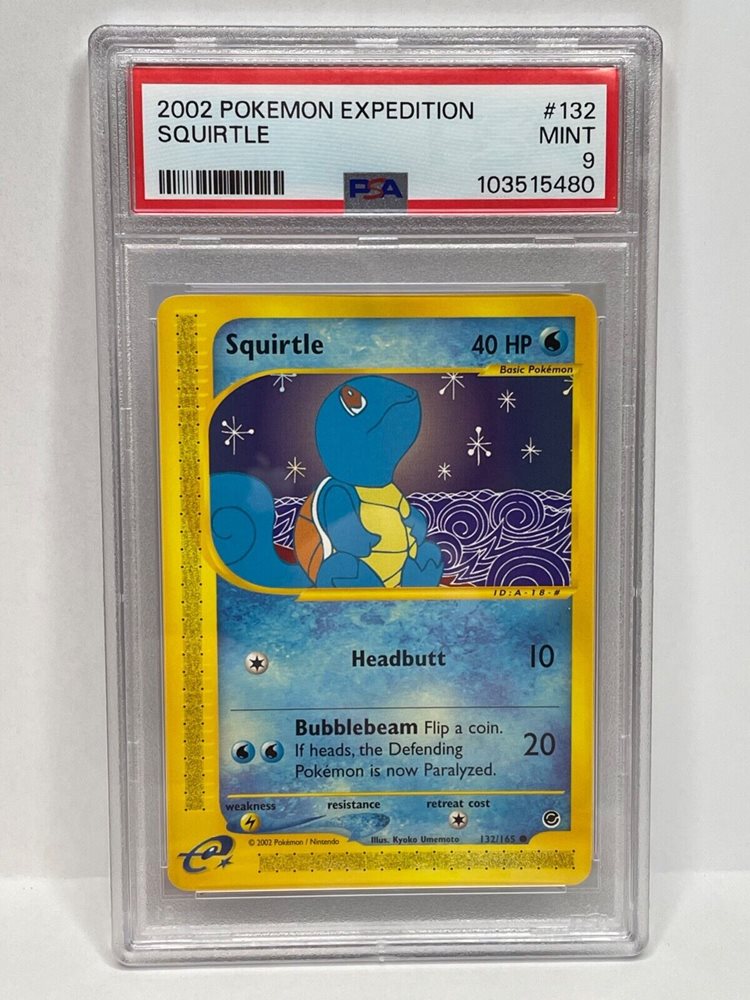 2002 POKEMON EXPEDITION #132
SQUIRTLE MINT
9
PSA 103515480
Squirtle 40 HP
Basic Pokémon
ID:A-18-#
Headbutt 10
Bubblebeam Flip a coin.
If heads, the Defending 20
Pokémon is now Paralyzed.
weakness resistance retreat cost
© 2002 Pokémon / Nintendo Illus. Kyoko Umemoto 132/165
e